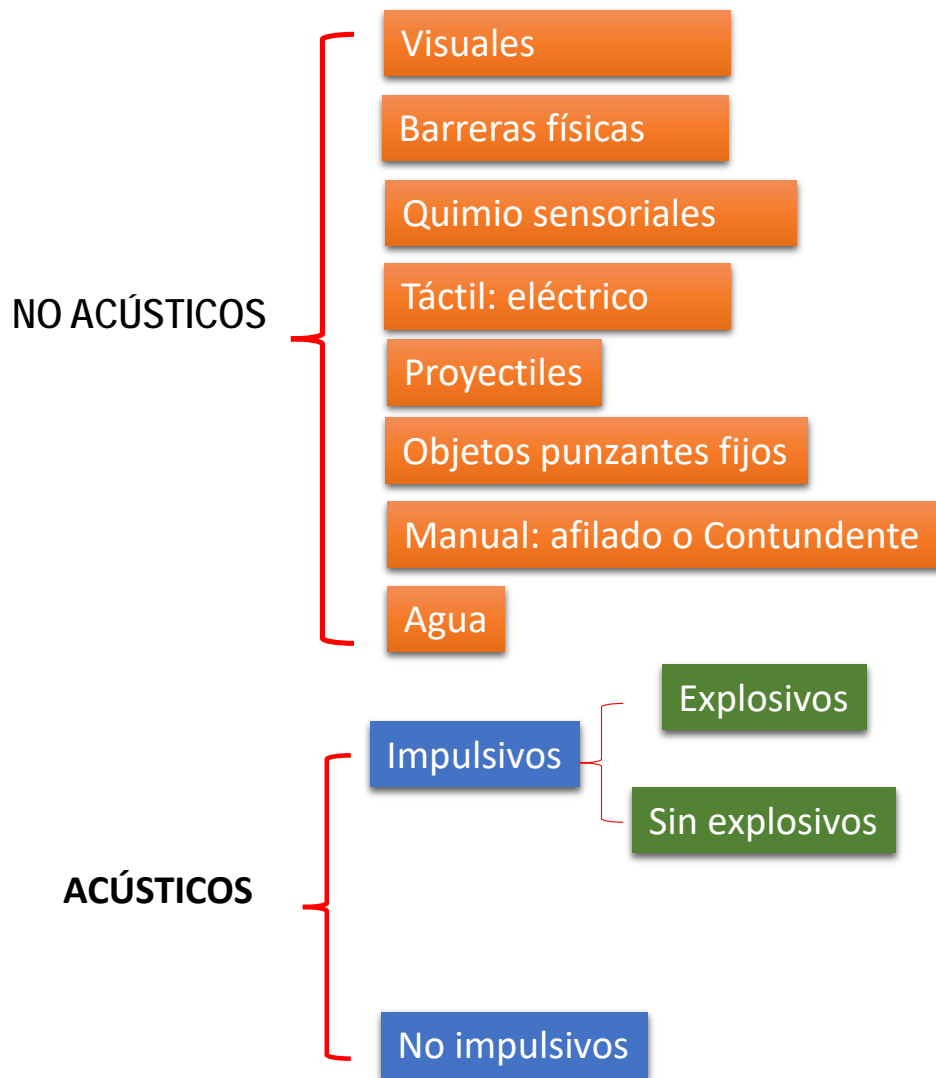 NO ACÚSTICOS
Visuales
Barreras físicas
Quimio sensoriales
Táctil: eléctrico
Proyectiles
Objetos punzantes fijos
Manual: afilado o Contundente
Agua
ACÚSTICOS
Impulsivos
Explosivos
Sin explosivos
No impulsivos